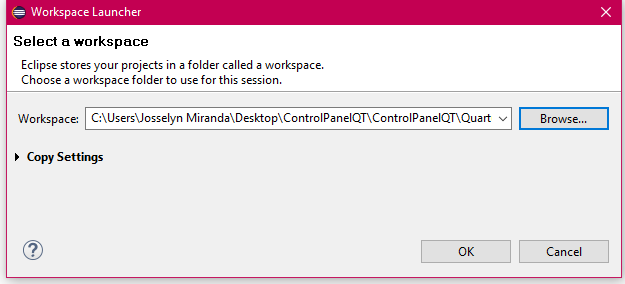 Workspace Launcher
Select a workspace
Eclipse stores your projects in a folder called a workspace.
Choose a workspace folder to use for this session.
Workspace: C:\Users\Josselyn Miranda\Desktop\ControlPanelQT\ControlPanelQT\Quart Browse...
Copy Settings
? OK Cancel